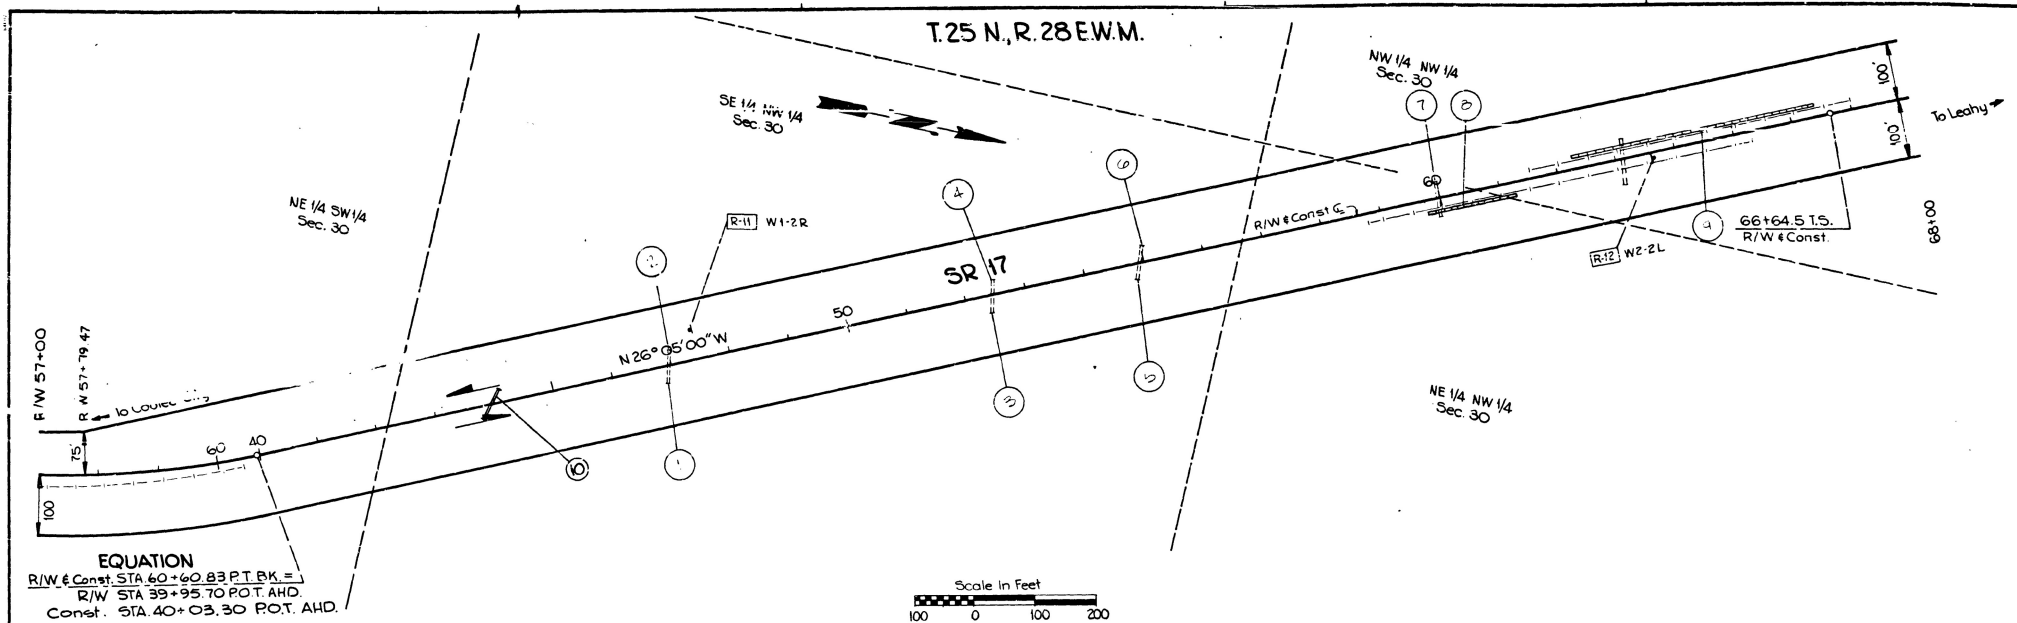 T. 25 N., R. 28 E.W.M.
NW 1/4 NW 1/4
Sec. 30
7
8
100'
100'
To Leahy
SE 1/4 NW 1/4
Sec. 30
6
4
60
NE 1/4 SW 1/4
Sec. 30
R-11 W1-2R
R/W & Const ℄
9
66+64.5 T.S.
R/W & Const.
68+00
R-12 W2-2L
2
SR 17
50
N 26° 05' 00" W
5
3
R/W 57+00
R W 57+79.47
To
NE 1/4 NW 1/4
Sec. 30
75'
60
40
10
1
100
EQUATION
R/W & Const. STA. 60+60.83 P.T. BK. =
R/W STA 39+95.70 P.O.T. AHD.
Const. STA. 40+03.30 P.O.T. AHD.
Scale In Feet
100 0 100 200